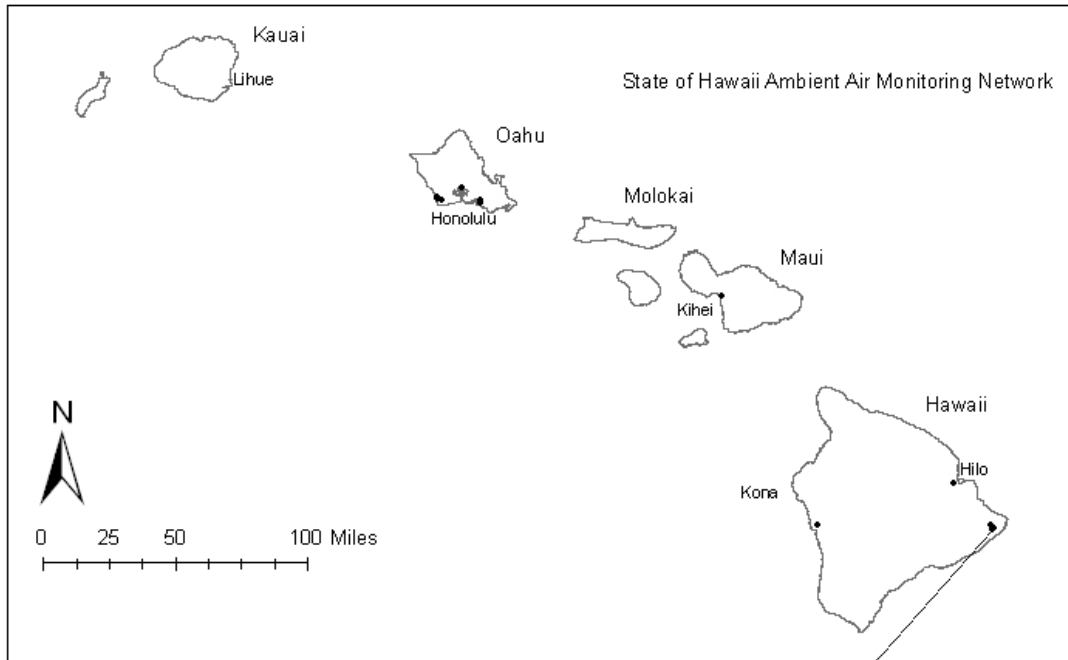 Kauai
Lihue
State of Hawaii Ambient Air Monitoring Network
Oahu
Honolulu
Molokai
Maui
Kihei
Hawaii
Hilo
Kona
N
0 25 50 100 Miles